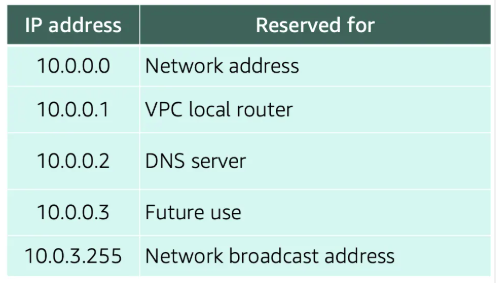 IP address Reserved for
10.0.0.0 Network address
10.0.0.1 VPC local router
10.0.0.2 DNS server
10.0.0.3 Future use
10.0.3.255 Network broadcast address